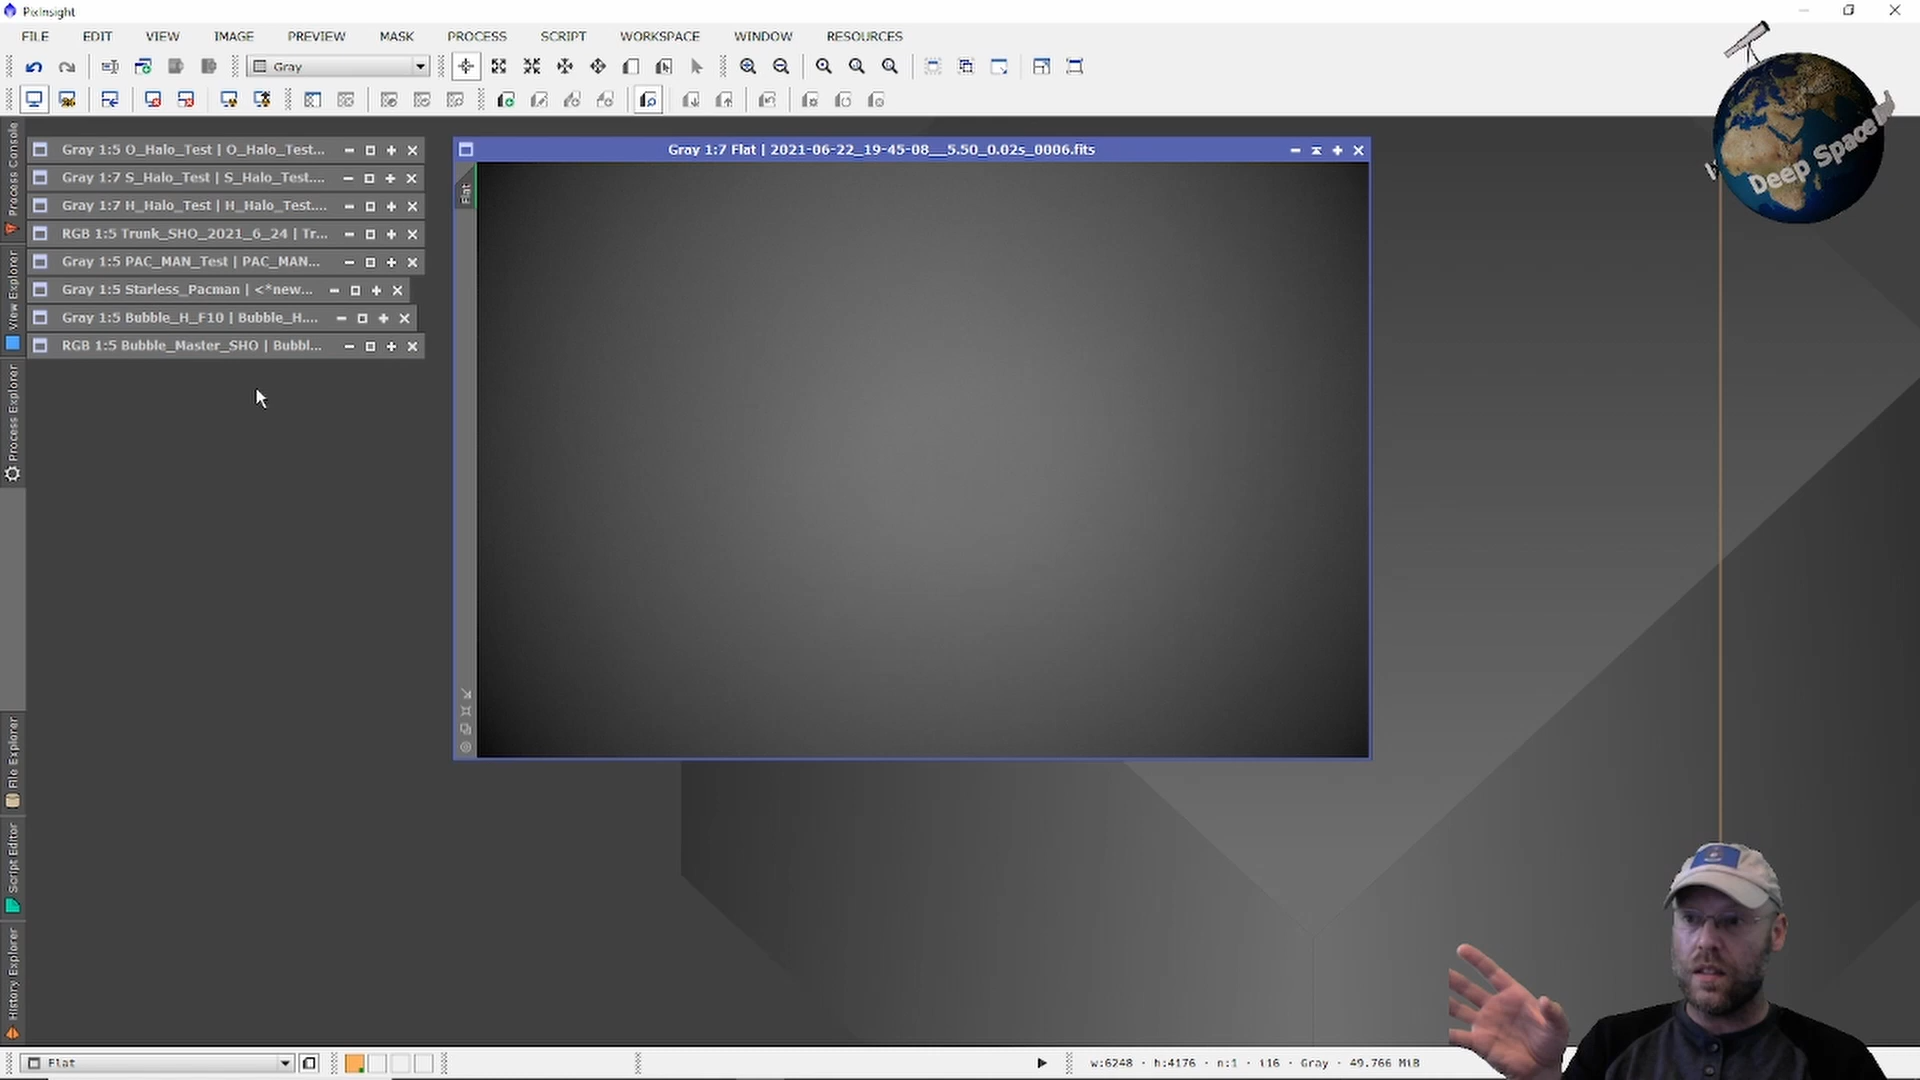 PixInsight
FILE EDIT VIEW IMAGE PREVIEW MASK PROCESS SCRIPT WORKSPACE WINDOW RESOURCES
Gray
Process Console
View Explorer
Process Explorer
File Explorer
Script Editor
History Explorer
Gray 1:5 O_Halo_Test | O_Halo_Test...
Gray 1:7 S_Halo_Test | S_Halo_Test....
Gray 1:7 H_Halo_Test | H_Halo_Test....
RGB 1:5 Trunk_SHO_2021_6_24 | Tr...
Gray 1:5 PAC_MAN_Test | PAC_MAN...
Gray 1:5 Starless_Pacman | <*new...
Gray 1:5 Bubble_H_F10 | Bubble_H....
RGB 1:5 Bubble_Master_SHO | Bubbl...
Gray 1:7 Flat | 2021-06-22_19-45-08__5.50_0.02s_0006.fits
Flat
Deep Space
Flat
w:6248 · h:4176 · n:1 · i16 · Gray · 49.766 MiB